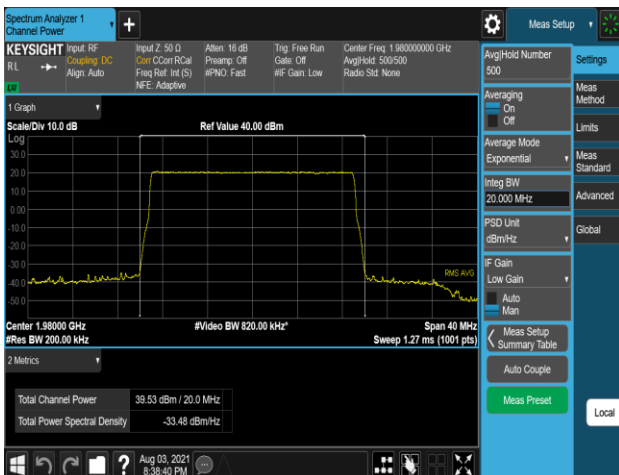 Spectrum Analyzer 1
Channel Power
+
Meas Setup
KEYSIGHT
RL
LU
Input: RF
Coupling: DC
Align: Auto
Input Z: 50 Ω
Corr CCorr RCal
Freq Ref: Int (S)
NFE: Adaptive
Atten: 16 dB
Preamp: Off
#PNO: Fast
Trig: Free Run
Gate: Off
#IF Gain: Low
Center Freq: 1.980000000 GHz
Avg|Hold: 500/500
Radio Std: None
1 Graph
Scale/Div 10.0 dB
Ref Value 40.00 dBm
Log
30.0
20.0
10.0
0.00
-10.0
-20.0
-30.0
-40.0
-50.0
RMS AVG
Center 1.98000 GHz
#Video BW 820.00 kHz*
Span 40 MHz
#Res BW 200.00 kHz
Sweep 1.27 ms (1001 pts)
2 Metrics
Total Channel Power 39.53 dBm / 20.0 MHz
Total Power Spectral Density -33.48 dBm/Hz
? Aug 03, 2021
8:38:40 PM
Avg|Hold Number
500
Averaging
On
Off
Average Mode
Exponential
Integ BW
20.000 MHz
PSD Unit
dBm/Hz
IF Gain
Low Gain
Auto
Man
Meas Setup
Summary Table
Auto Couple
Meas Preset
Settings
Meas
Method
Limits
Meas
Standard
Advanced
Global
Local